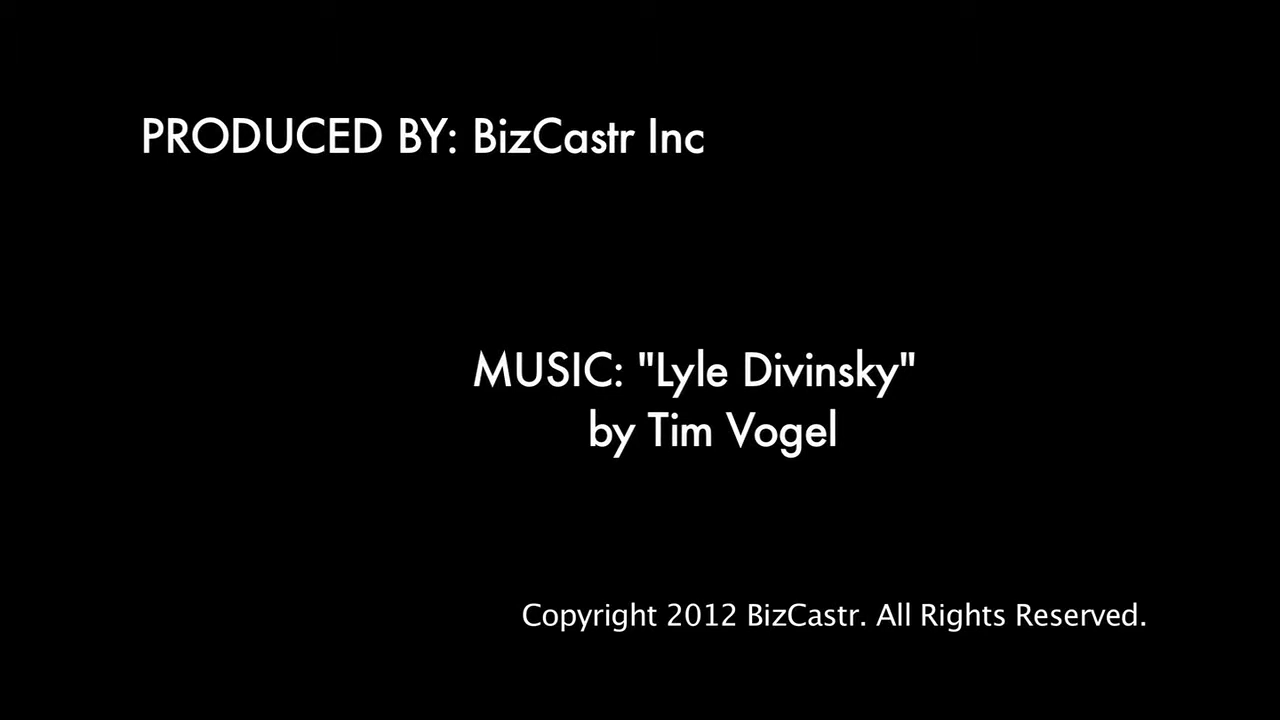 PRODUCED BY: BizCastr Inc
MUSIC: "Lyle Divinsky"
by Tim Vogel
Copyright 2012 BizCastr. All Rights Reserved.